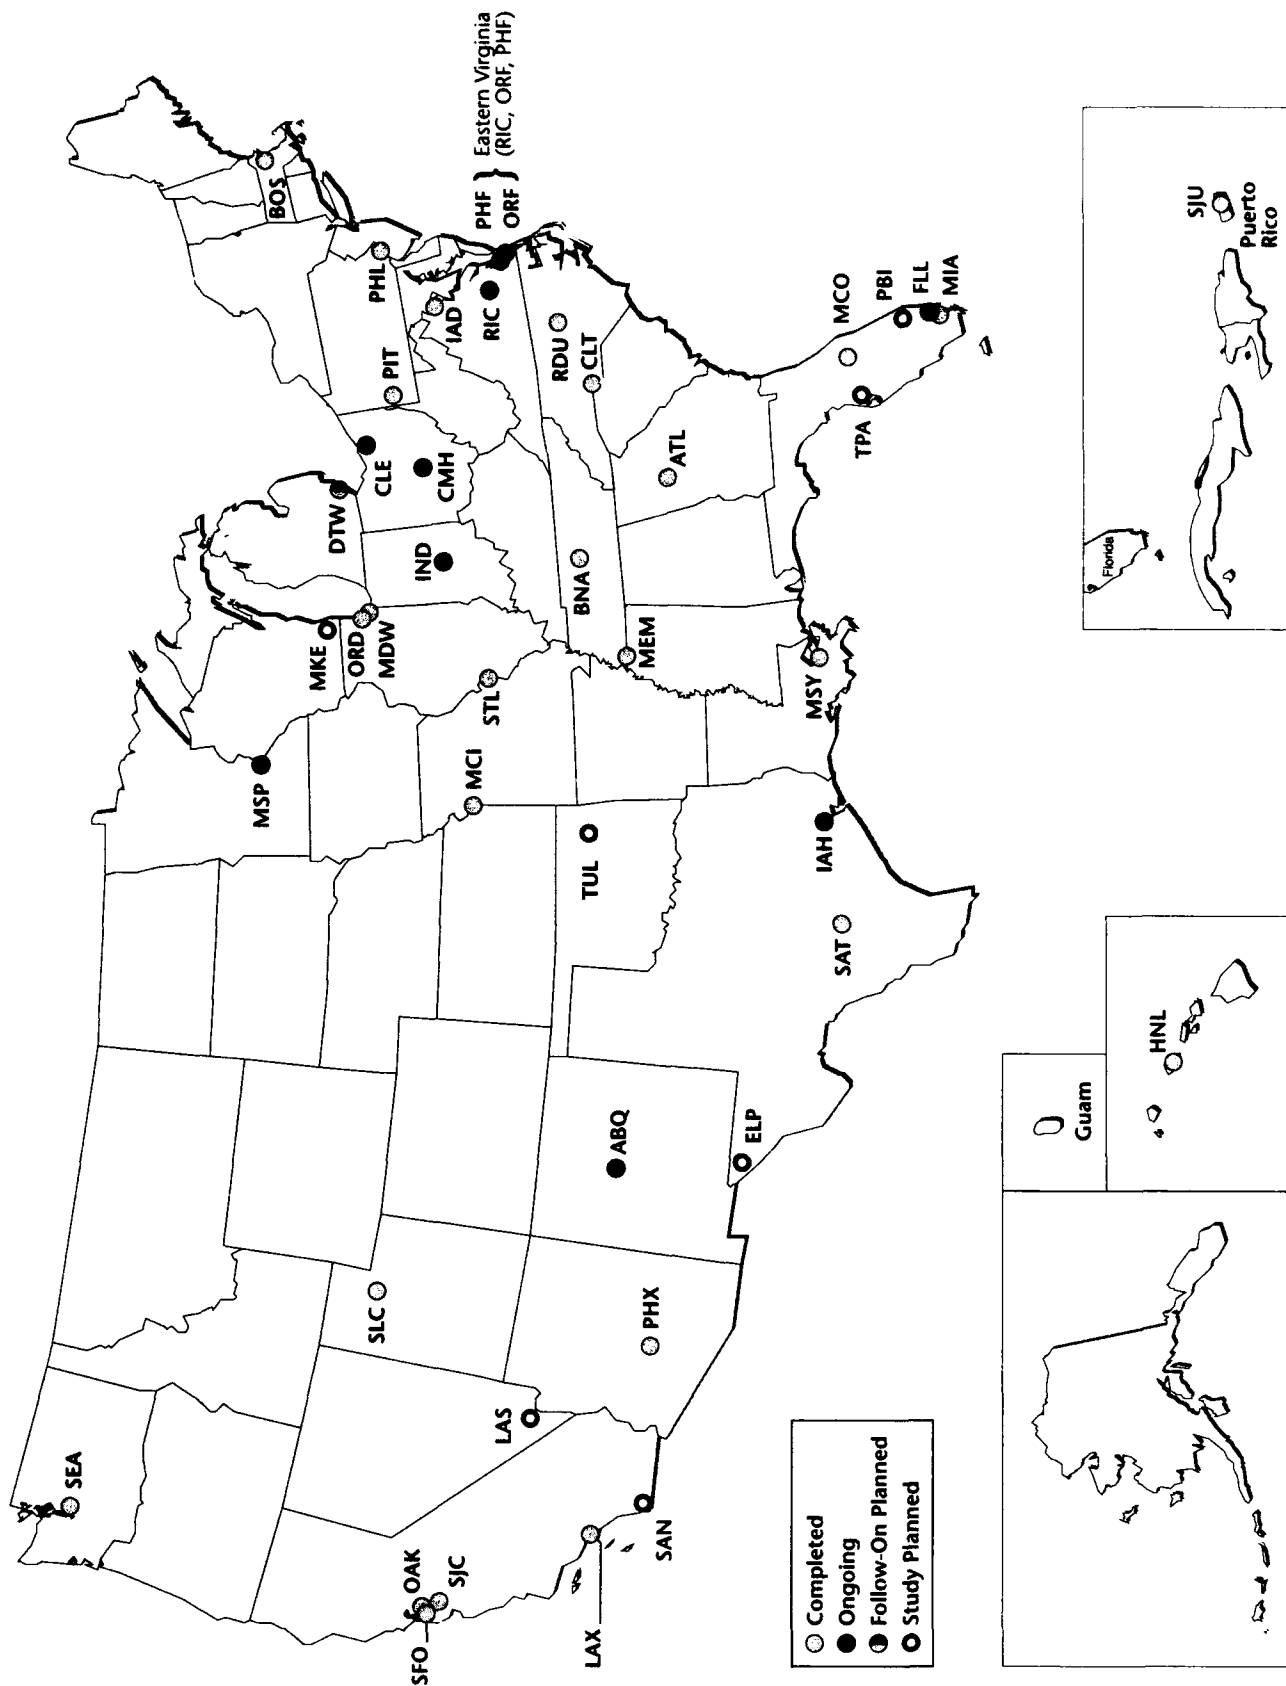 SEA
SFO
OAK
SJC
LAX
SAN
LAS
SLC
PHX
ABQ
ELP
TUL
SAT
IAH
MSP
MCI
STL
MKE
ORD
MDW
MEM
MSY
BNA
IND
DTW
CLE
CMH
PIT
PHL
IAD
RIC
BOS
PHF
ORF
} Eastern Virginia
(RIC, ORF, PHF)
RDU
CLT
ATL
TPA
MCO
PBI
FLL
MIA
Completed
Ongoing
Follow-On Planned
Study Planned
Guam
HNL
Florida
SJU
Puerto
Rico